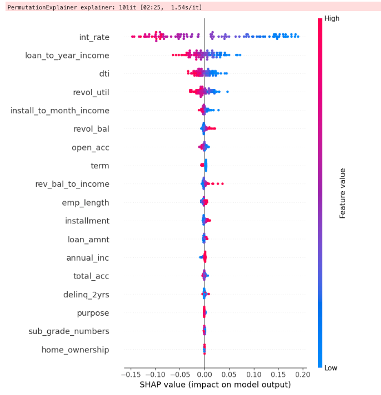 PermutationExplainer explainer: 101it [02:25, 1.54s/it]
High
int_rate
loan_to_year_income
dti
revol_util
install_to_month_income
revol_bal
open_acc
term
rev_bal_to_income
emp_length
installment
loan_amnt
annual_inc
total_acc
delinq_2yrs
purpose
sub_grade_numbers
home_ownership
Feature value
Low
−0.15 −0.10 −0.05 0.00 0.05 0.10 0.15 0.20
SHAP value (impact on model output)